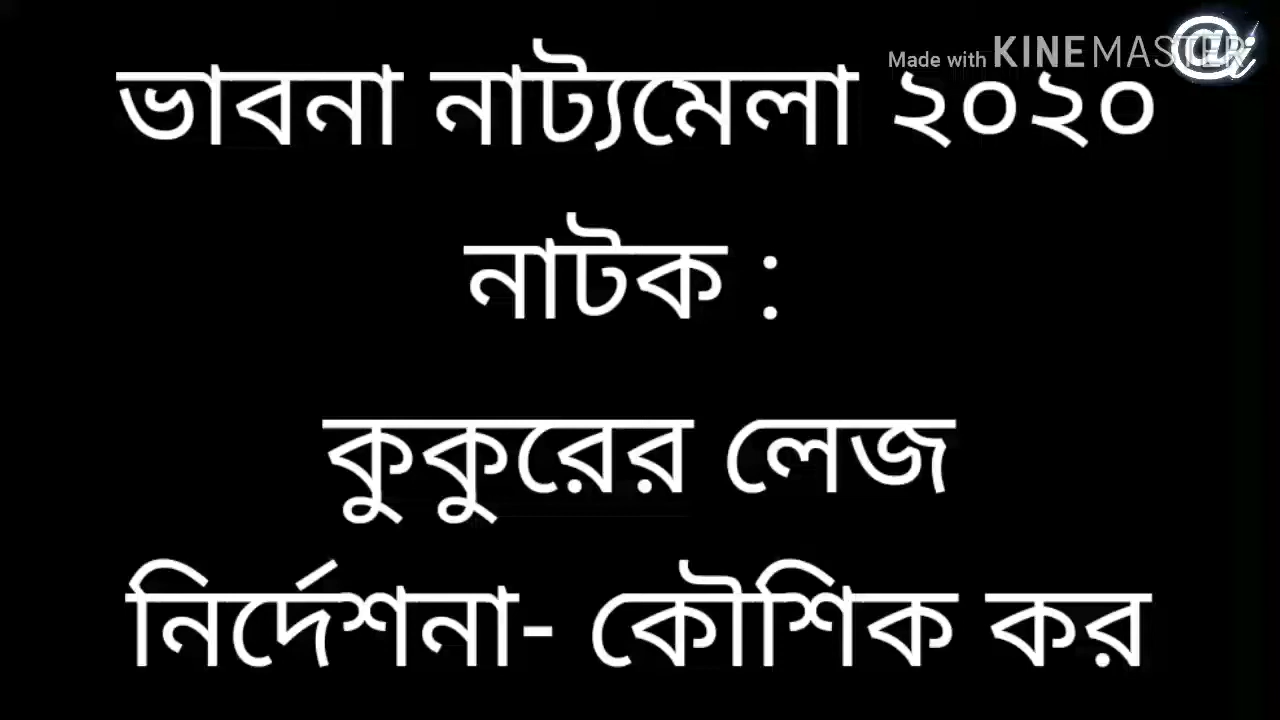 Made with KINEMASTER
@i
ভাবনা নাট্যমেলা ২০২০
নাটক :
কুকুরের লেজ
নির্দেশনা- কৌশিক কর